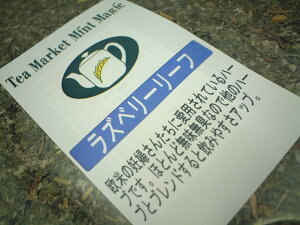 Tea Market Mint Magic
ラズベリーリーフ
欧米の妊婦さんたちに愛用されているハー
ブです。ほとんど無味無臭なので他のハー
ブとブレンドすると飲みやすさアップ。